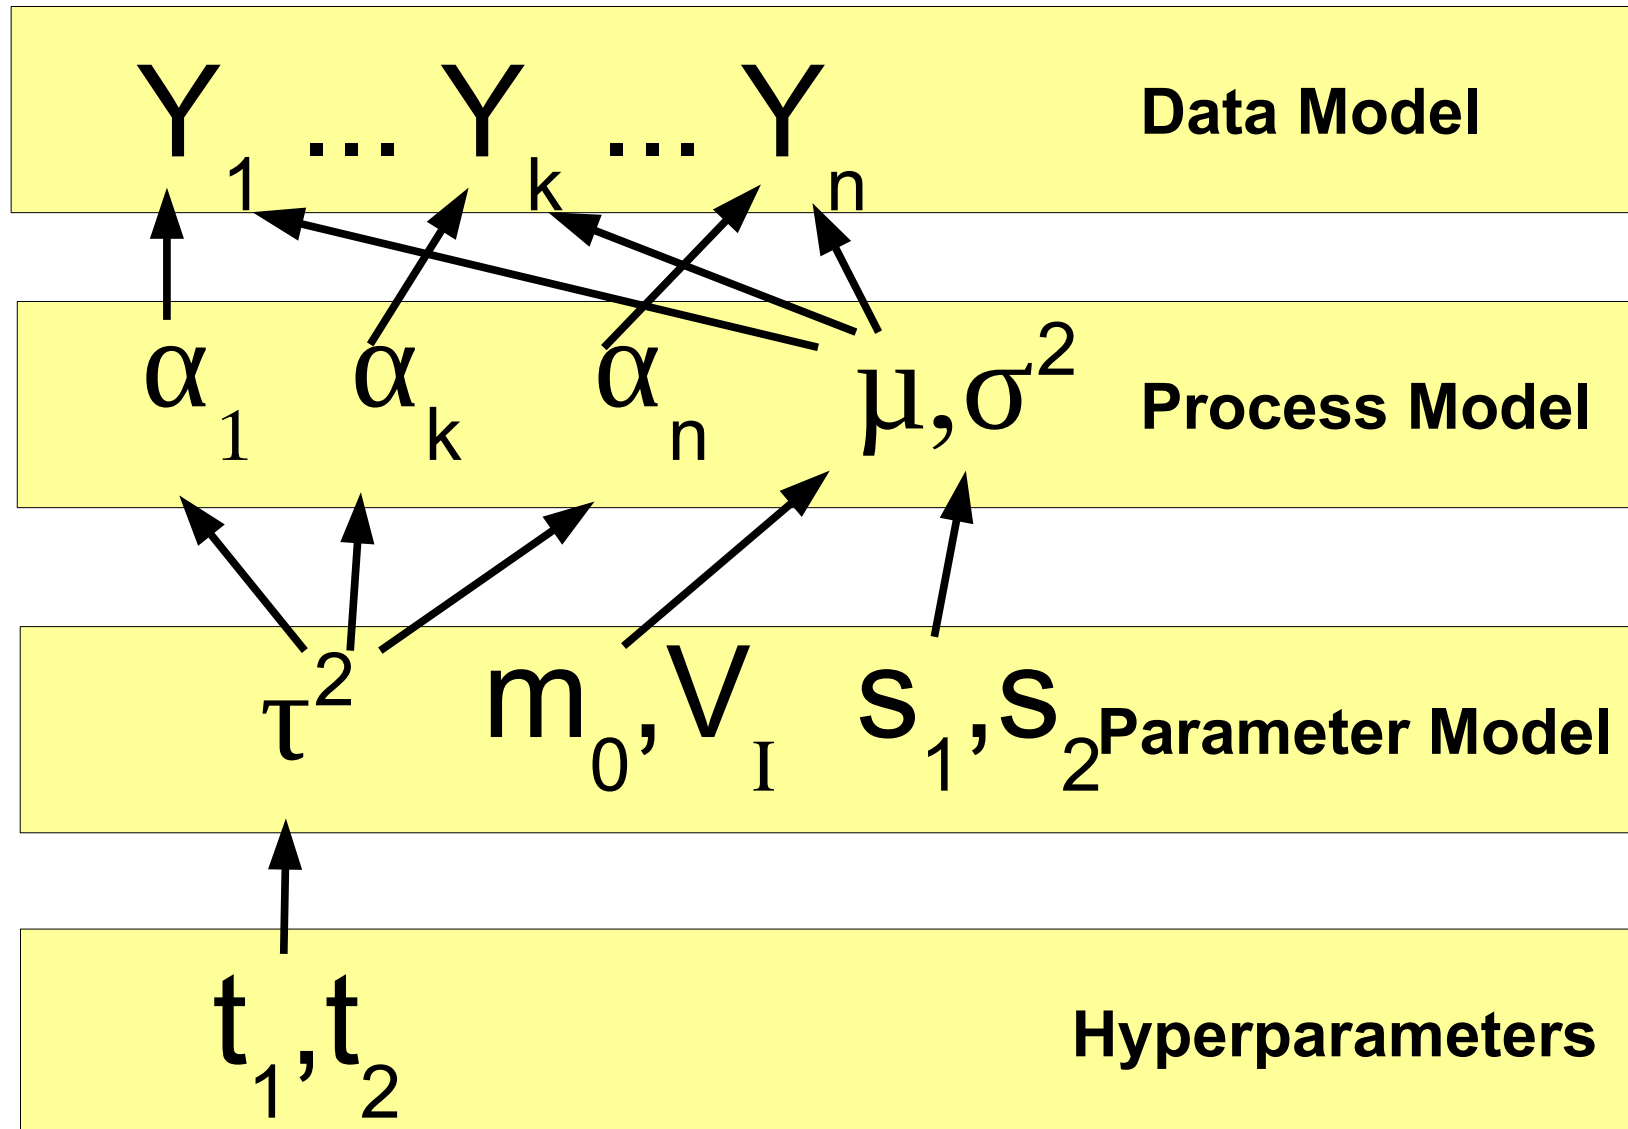 Y₁ ... Yₖ ... Yₙ Data Model
α₁ αₖ αₙ μ,σ² Process Model
τ² m₀,V_I s₁,s₂ Parameter Model
t₁,t₂ Hyperparameters